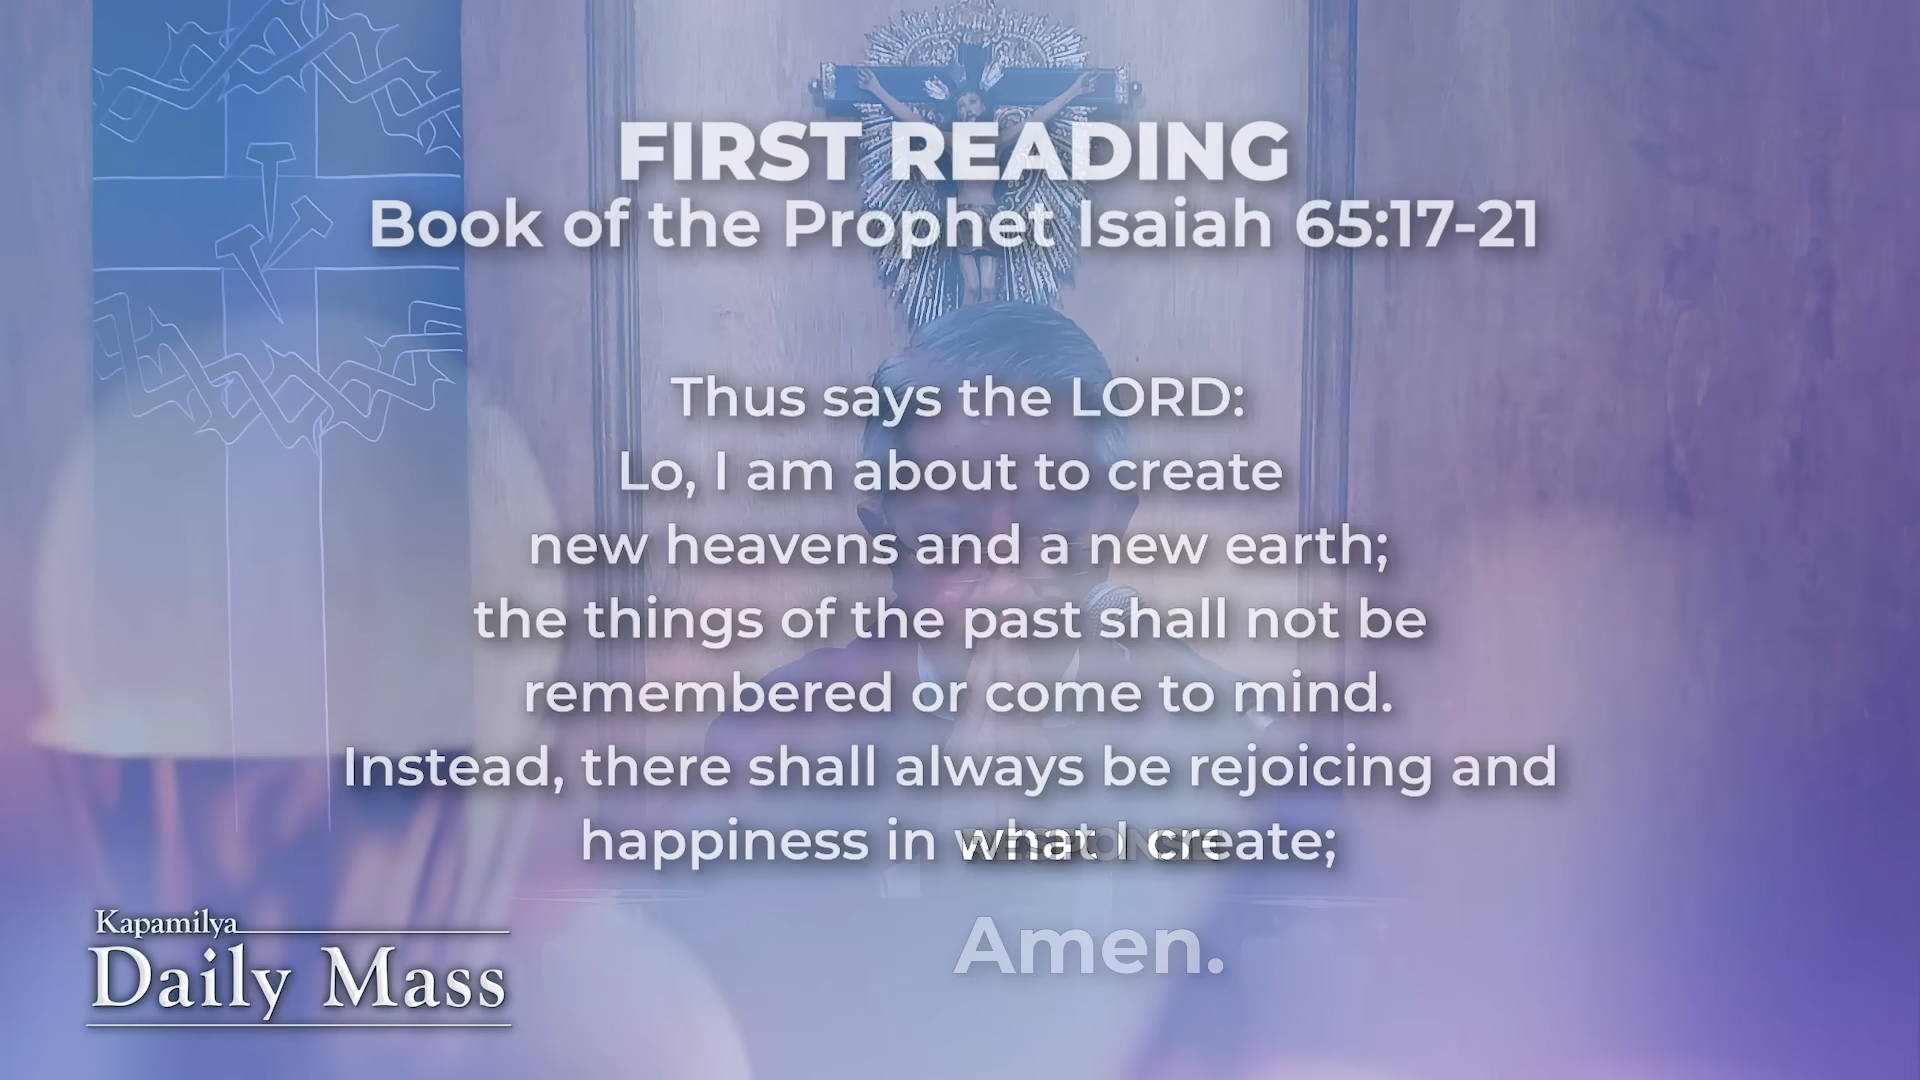 FIRST READING
Book of the Prophet Isaiah 65:17-21
Thus says the LORD:
Lo, I am about to create
new heavens and a new earth;
the things of the past shall not be
remembered or come to mind.
Instead, there shall always be rejoicing and
happiness in what I create;
RESPONSE
Amen.
Kapamilya
Daily Mass